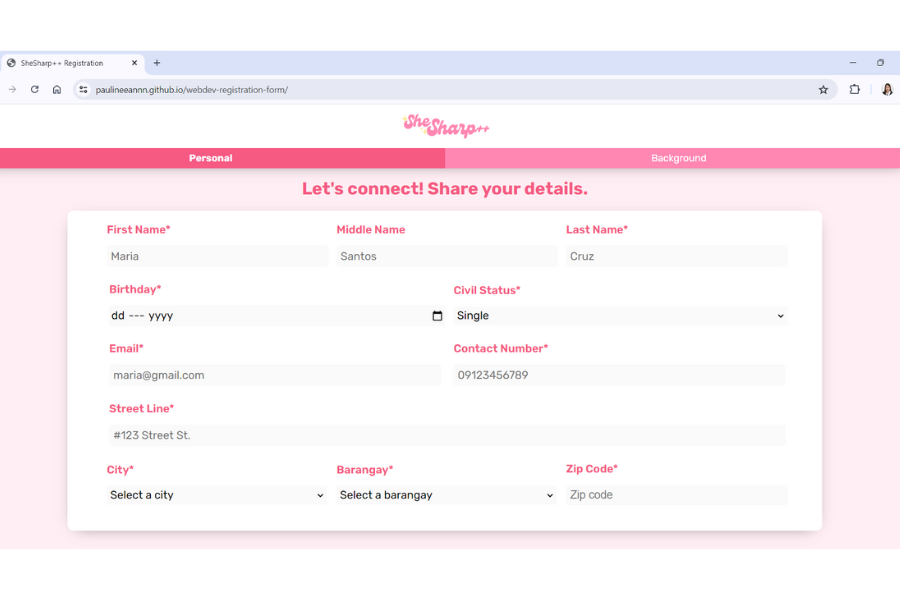 SheSharp++ Registration
paulineeannn.github.io/webdev-registration-form/
She
Sharp++
Personal Background
Let's connect! Share your details.
First Name* Middle Name Last Name*
Maria Santos Cruz
Birthday* Civil Status*
dd --- yyyy Single
Email* Contact Number*
maria@gmail.com 09123456789
Street Line*
#123 Street St.
City* Barangay* Zip Code*
Select a city Select a barangay Zip code